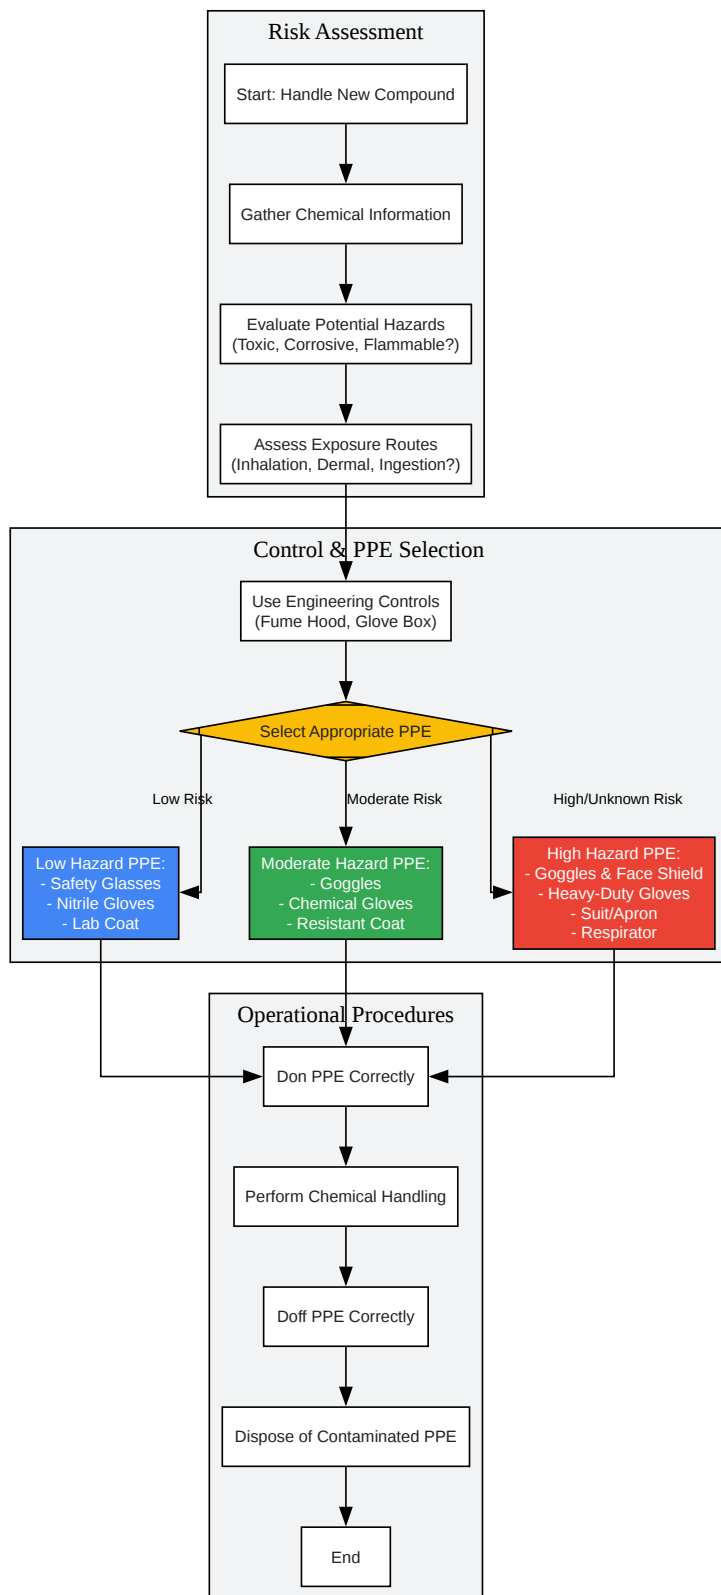 Risk Assessment
Start: Handle New Compound
Gather Chemical Information
Evaluate Potential Hazards
(Toxic, Corrosive, Flammable?)
Assess Exposure Routes
(Inhalation, Dermal, Ingestion?)
Control & PPE Selection
Use Engineering Controls
(Fume Hood, Glove Box)
Select Appropriate PPE
Low Risk
Moderate Risk
High/Unknown Risk
Low Hazard PPE:
- Safety Glasses
- Nitrile Gloves
- Lab Coat
Moderate Hazard PPE:
- Goggles
- Chemical Gloves
- Resistant Coat
High Hazard PPE:
- Goggles & Face Shield
- Heavy-Duty Gloves
- Suit/Apron
- Respirator
Operational Procedures
Don PPE Correctly
Perform Chemical Handling
Doff PPE Correctly
Dispose of Contaminated PPE
End